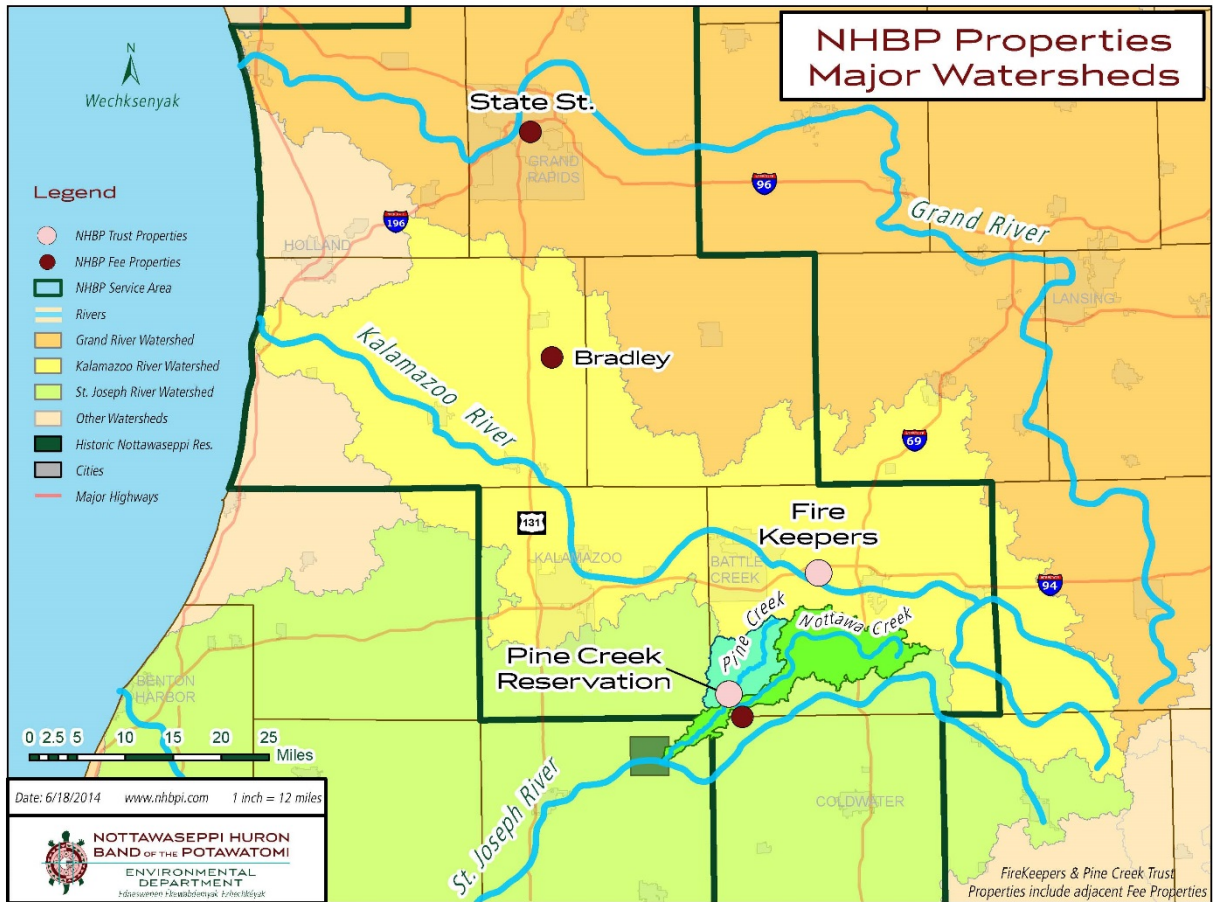 NHBP Properties
Major Watersheds
N
Wechksenyak
State St.
GRAND
RAPIDS
96
196
Grand River
HOLLAND
LANSING
Legend
NHBP Trust Properties
NHBP Fee Properties
NHBP Service Area
Rivers
Grand River Watershed
Kalamazoo River Watershed
St. Joseph River Watershed
Other Watersheds
Historic Nottawaseppi Res.
Cities
Major Highways
Kalamazoo River
Bradley
69
131
KALAMAZOO
Fire
Keepers
BATTLE
CREEK
94
Pine Creek
Nottawa Creek
Pine Creek
Reservation
BENTON
HARBOR
0 2.5 5 10 15 20 25
Miles
St. Joseph River
COLDWATER
Date: 6/18/2014 www.nhbpi.com 1 inch = 12 miles
NOTTAWASEPPI HURON
BAND OF THE POTAWATOMI
ENVIRONMENTAL
DEPARTMENT
FireKeepers & Pine Creek Trust
Properties include adjacent Fee Properties